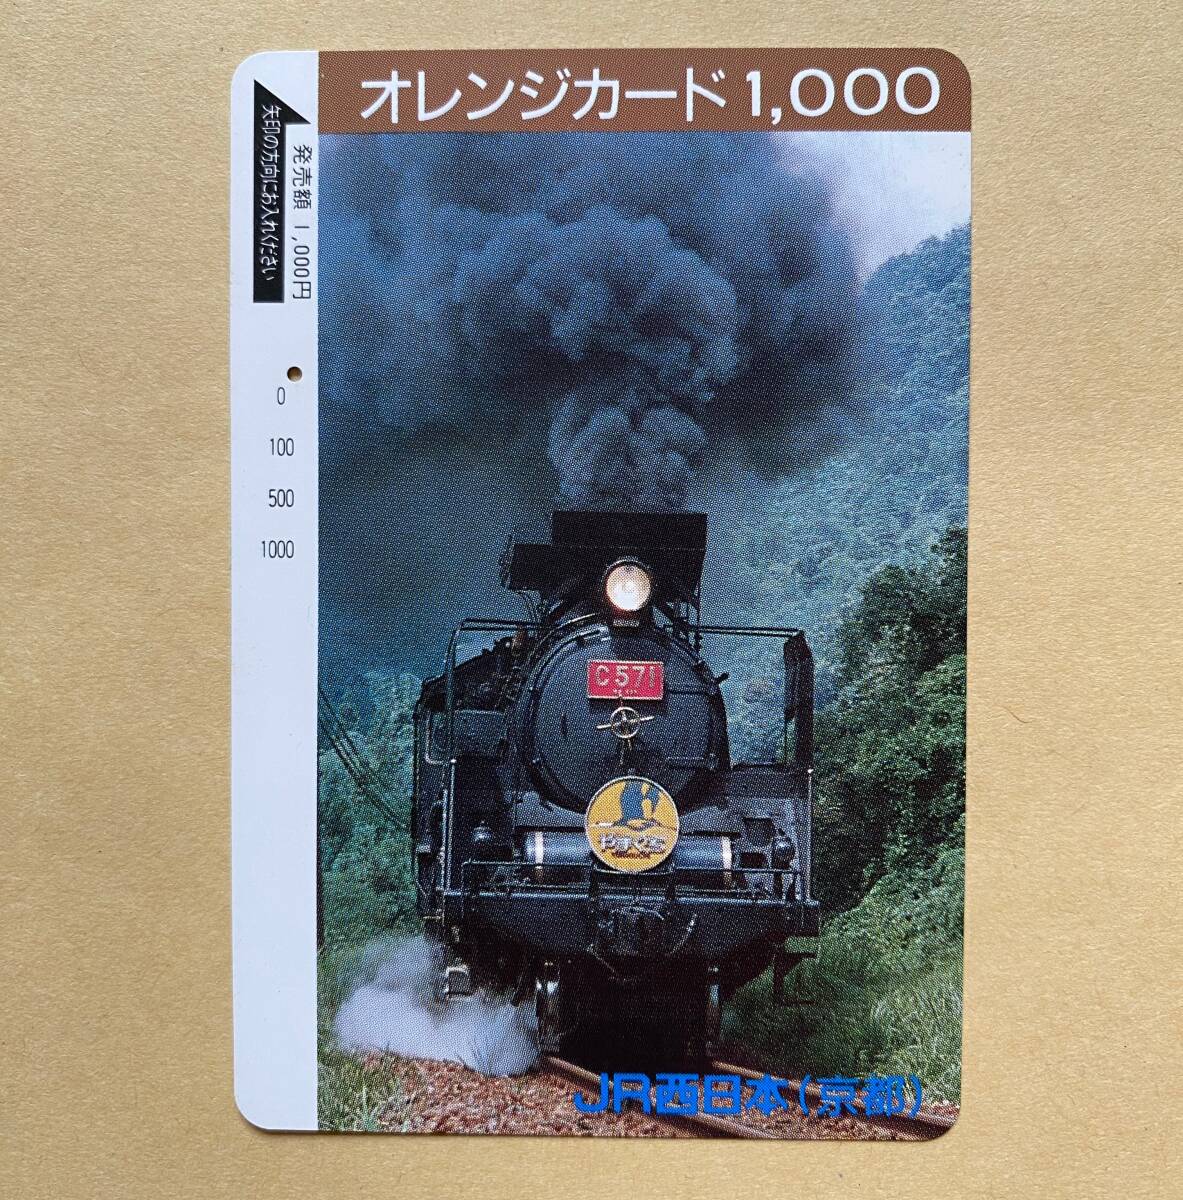 オレンジカード 1,000
発売額 1,000円
矢印の方向にお入れください
0
100
500
1000
C571
やまぐち
JR西日本(京都)